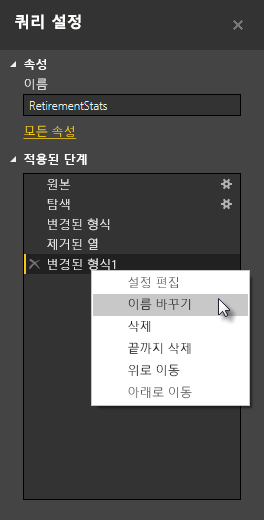 쿼리 설정
속성
이름
RetirementStats
모든 속성
적용된 단계
원본
탐색
변경된 형식
제거된 열
변경된 형식1
설정 편집
이름 바꾸기
삭제
끝까지 삭제
위로 이동
아래로 이동